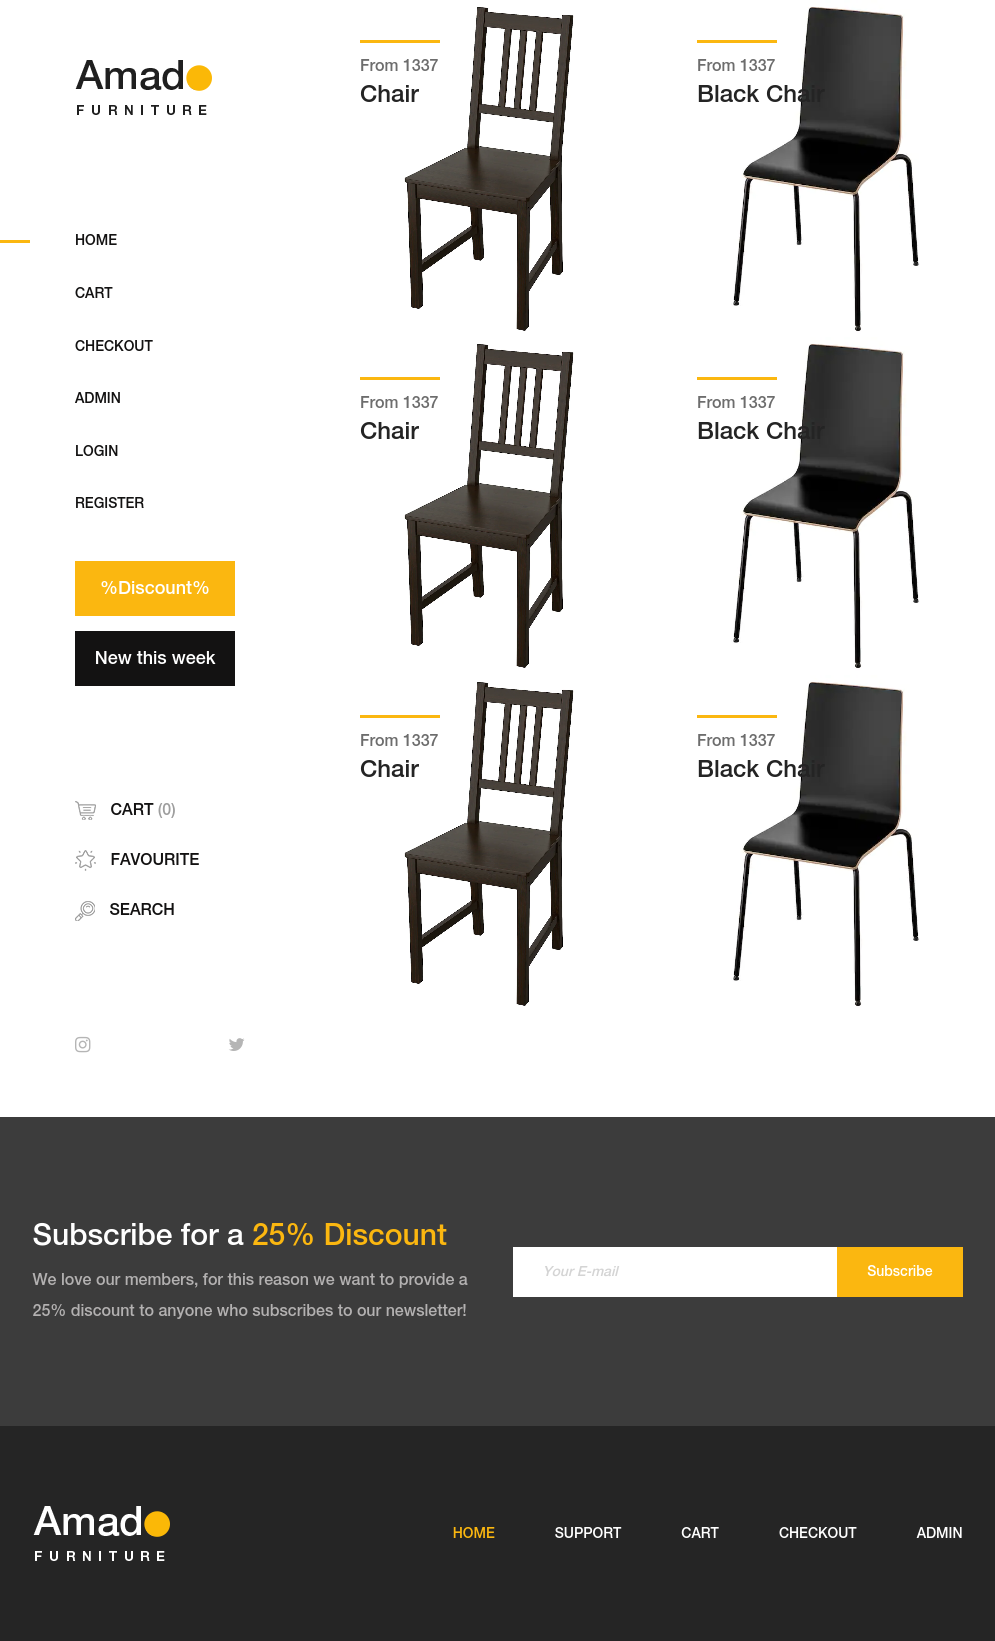 Amado
FURNITURE
HOME
CART
CHECKOUT
ADMIN
LOGIN
REGISTER
%Discount%
New this week
CART (0)
FAVOURITE
SEARCH
From 1337
Chair
From 1337
Black Chair
From 1337
Chair
From 1337
Black Chair
From 1337
Chair
From 1337
Black Chair
Subscribe for a 25% Discount
We love our members, for this reason we want to provide a
25% discount to anyone who subscribes to our newsletter!
Your E-mail
Subscribe
Amado
FURNITURE
HOME SUPPORT CART CHECKOUT ADMIN